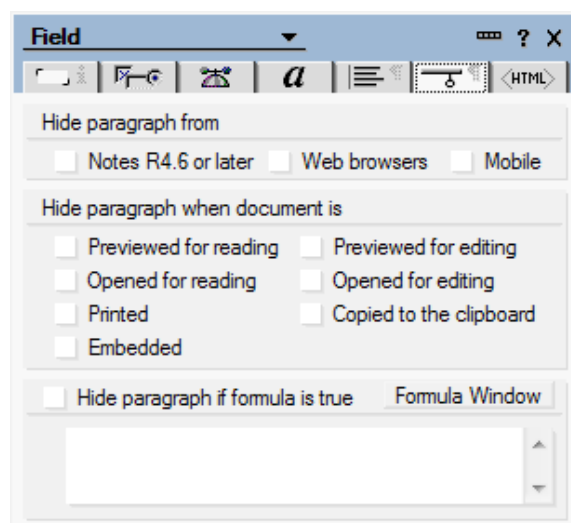 Field ? X
i a ¶ ¶ <HTML>
Hide paragraph from
Notes R4.6 or later Web browsers Mobile
Hide paragraph when document is
Previewed for reading Previewed for editing
Opened for reading Opened for editing
Printed Copied to the clipboard
Embedded
Hide paragraph if formula is true Formula Window